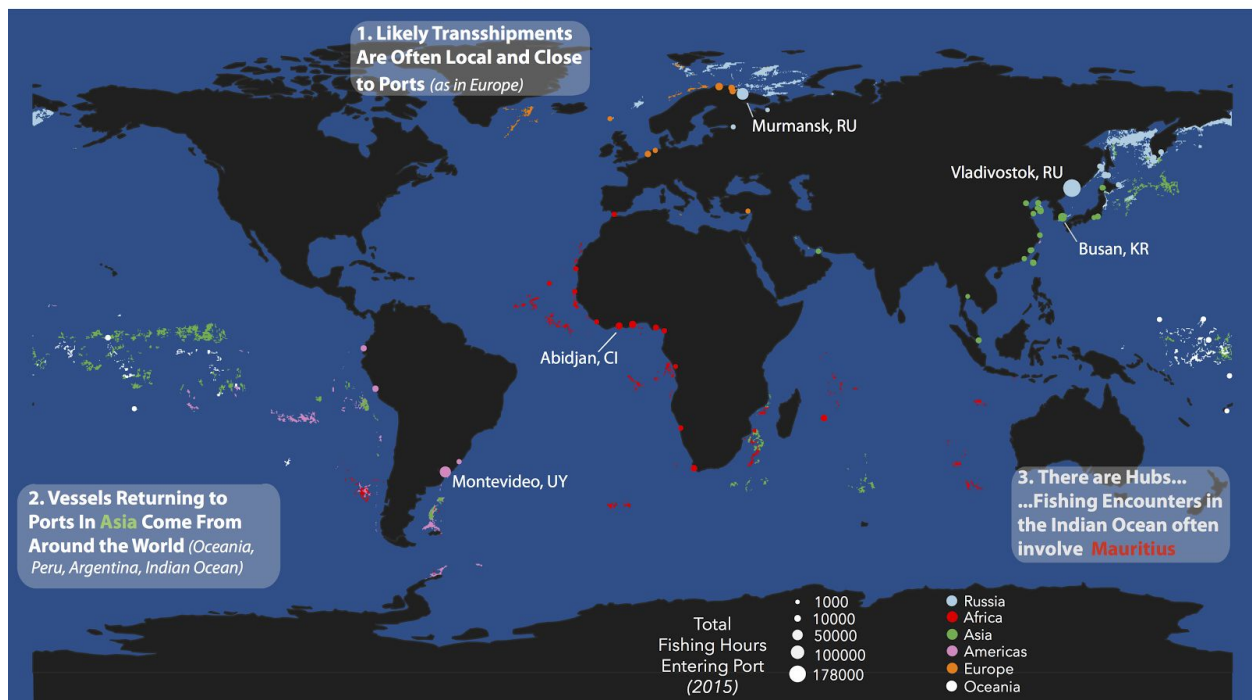 1. Likely Transshipments
Are Often Local and Close
to Ports (as in Europe)
Murmansk, RU
Vladivostok, RU
Busan, KR
Abidjan, CI
Montevideo, UY
2. Vessels Returning to
Ports In Asia Come From
Around the World (Oceania,
Peru, Argentina, Indian Ocean)
3. There are Hubs...
...Fishing Encounters in
the Indian Ocean often
involve Mauritius
Total
Fishing Hours
Entering Port
(2015)
1000
10000
50000
100000
178000
Russia
Africa
Asia
Americas
Europe
Oceania